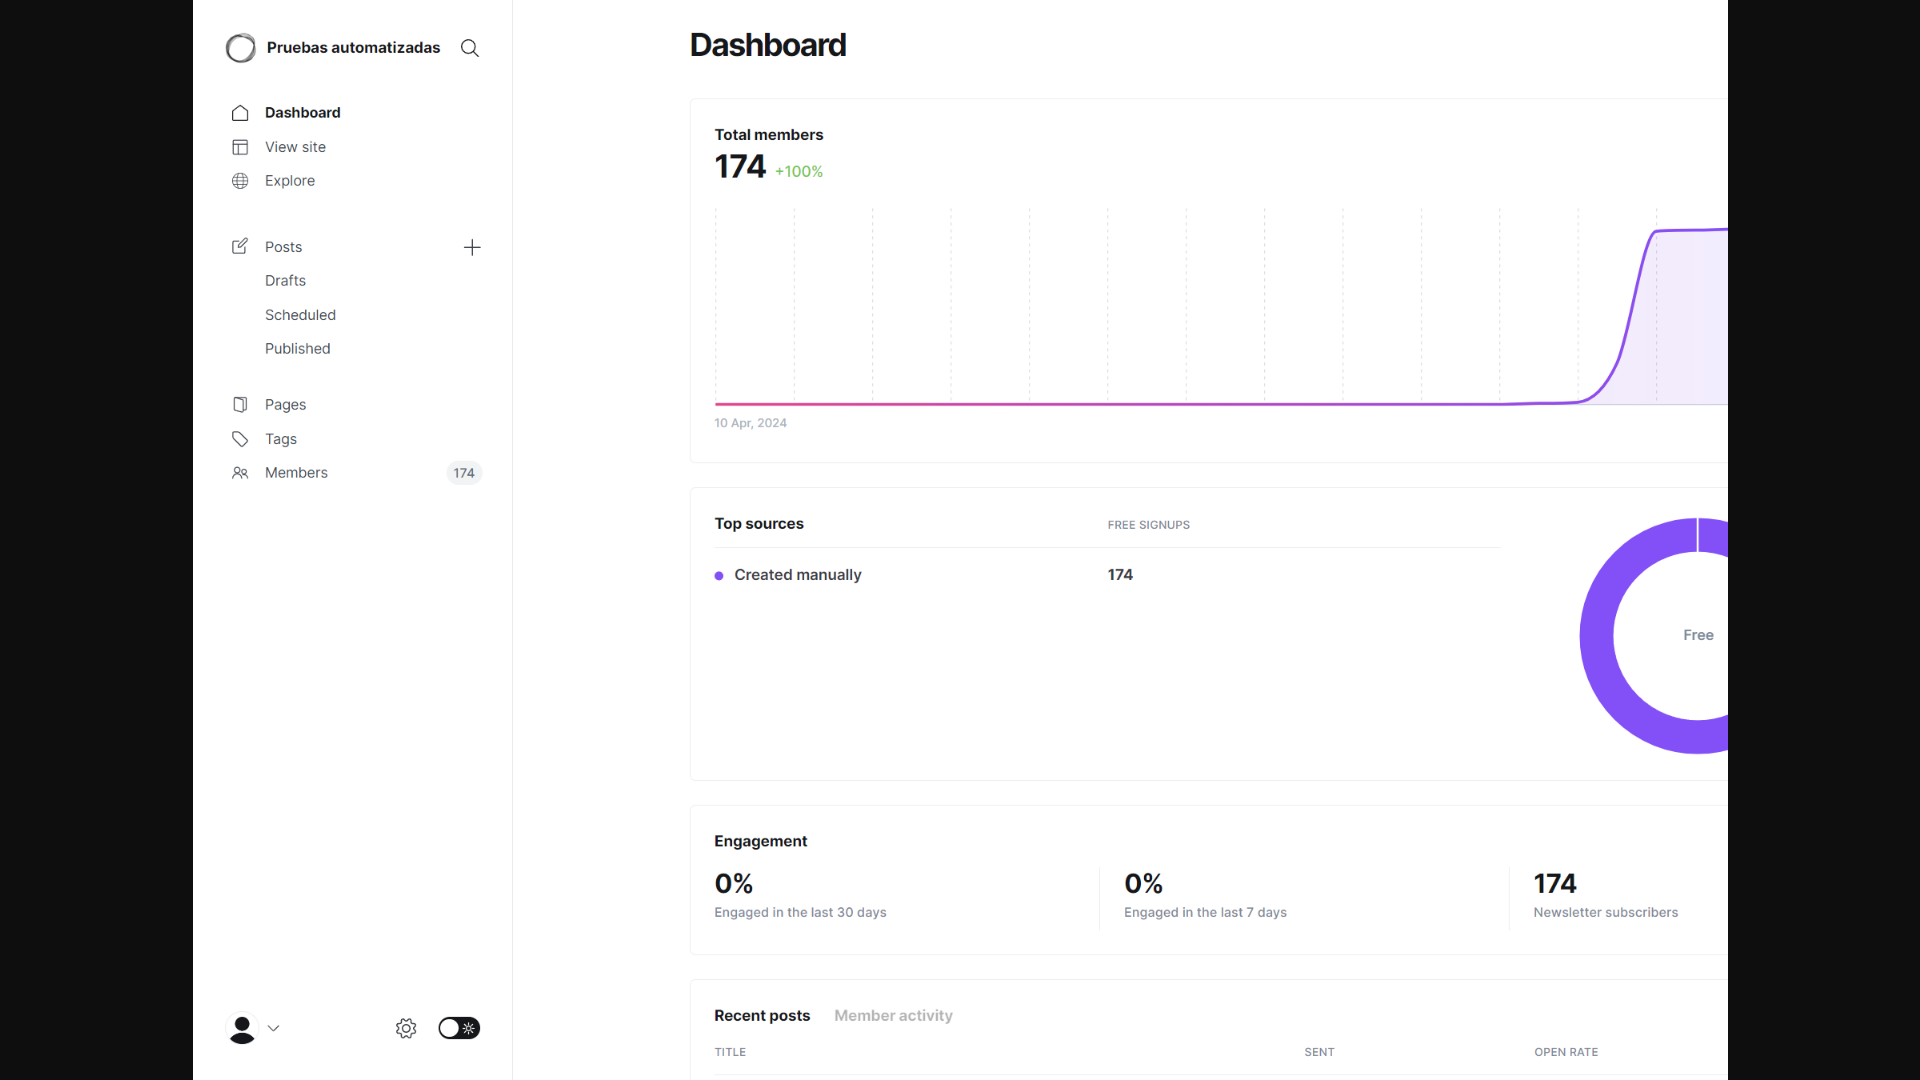 Pruebas automatizadas
Dashboard
View site
Explore
Posts
Drafts
Scheduled
Published
Pages
Tags
Members 174
Dashboard
Total members
174 +100%
10 Apr, 2024
Top sources FREE SIGNUPS
Created manually 174
Free
Engagement
0% 0% 174
Engaged in the last 30 days Engaged in the last 7 days Newsletter subscribers
Recent posts Member activity
TITLE SENT OPEN RATE